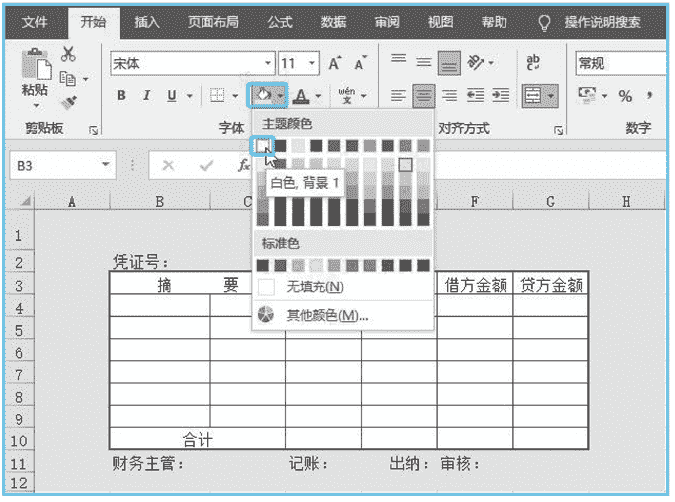 文件 开始 插入 页面布局 公式 数据 审阅 视图 帮助 操作说明搜索
宋体 11 A A ab 常规
粘贴 B I U A wén 文 % ,
剪贴板 字体 对齐方式 数字
主题颜色
B3 fx
白色, 背景 1
A B C F G H
标准色
无填充(N)
其他颜色(M)...
1
2 凭证号:
3 摘 要 借方金额 贷方金额
4
5
6
7
8
9
10 合计
11 财务主管: 记账: 出纳: 审核:
12